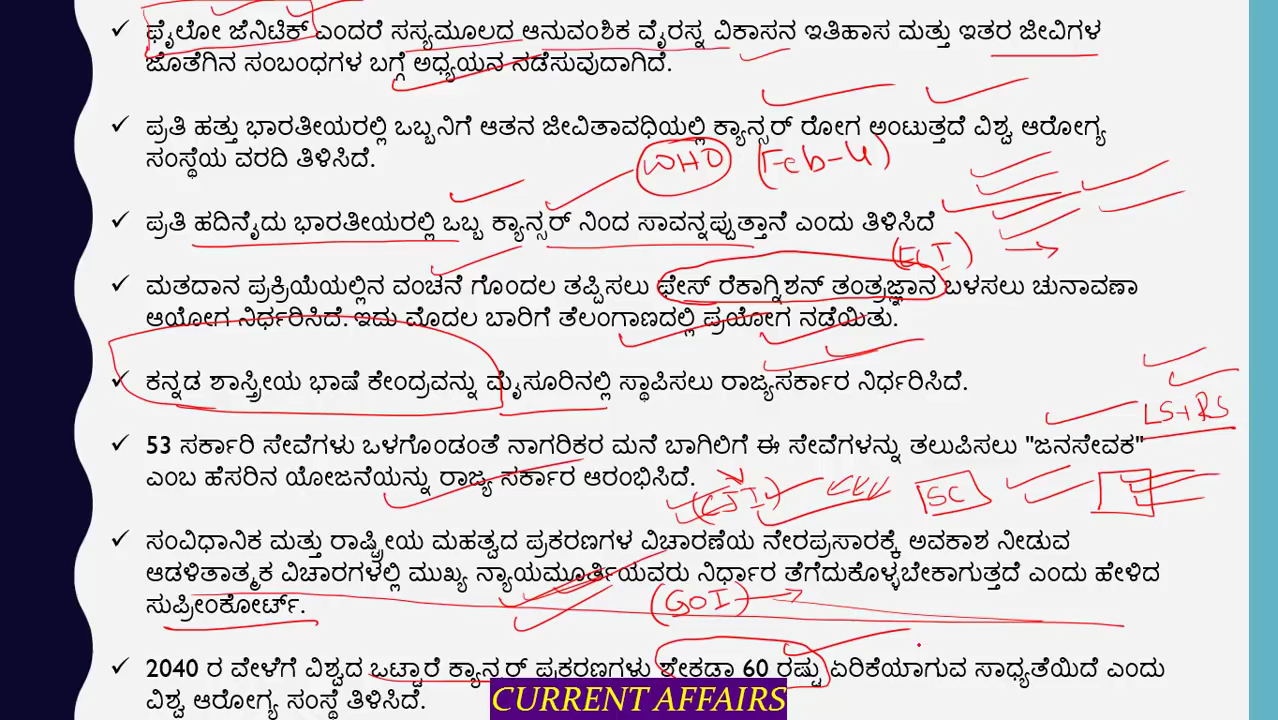 ಫೈಲೋ ಜೆನಿಟಿಕ್ ಎಂದರೆ ಸಸ್ಯಮೂಲದ ಆನುವಂಶಿಕ ವೈರಸ್ನ ವಿಕಾಸನ ಇತಿಹಾಸ ಮತ್ತು ಇತರ ಜೀವಿಗಳ
ಜೊತೆಗಿನ ಸಂಬಂಧಗಳ ಬಗ್ಗೆ ಅಧ್ಯಯನ ನಡೆಸುವುದಾಗಿದೆ.
ಪ್ರತಿ ಹತ್ತು ಭಾರತೀಯರಲ್ಲಿ ಒಬ್ಬನಿಗೆ ಆತನ ಜೀವಿತಾವಧಿಯಲ್ಲಿ ಕ್ಯಾನ್ಸರ್ ರೋಗ ಅಂಟುತ್ತದೆ ವಿಶ್ವ ಆರೋಗ್ಯ
ಸಂಸ್ಥೆಯ ವರದಿ ತಿಳಿಸಿದೆ.
WHO (Feb-4)
ಪ್ರತಿ ಹದಿನೈದು ಭಾರತೀಯರಲ್ಲಿ ಒಬ್ಬ ಕ್ಯಾನ್ಸರ್ ನಿಂದ ಸಾವನ್ನಪ್ಪುತ್ತಾನೆ ಎಂದು ತಿಳಿಸಿದೆ
(ECI)
ಮತದಾನ ಪ್ರಕ್ರಿಯೆಯಲ್ಲಿನ ವಂಚನೆ ಗೊಂದಲ ತಪ್ಪಿಸಲು ಫೇಸ್ ರೆಕಾಗ್ನಿಶನ್ ತಂತ್ರಜ್ಞಾನ ಬಳಸಲು ಚುನಾವಣಾ
ಆಯೋಗ ನಿರ್ಧರಿಸಿದೆ. ಇದು ಮೊದಲ ಬಾರಿಗೆ ತೆಲಂಗಾಣದಲ್ಲಿ ಪ್ರಯೋಗ ನಡೆಯಿತು.
ಕನ್ನಡ ಶಾಸ್ತ್ರೀಯ ಭಾಷೆ ಕೇಂದ್ರವನ್ನು ಮೈಸೂರಿನಲ್ಲಿ ಸ್ಥಾಪಿಸಲು ರಾಜ್ಯಸರ್ಕಾರ ನಿರ್ಧರಿಸಿದೆ.
LS+RS
53 ಸರ್ಕಾರಿ ಸೇವೆಗಳು ಒಳಗೊಂಡಂತೆ ನಾಗರಿಕರ ಮನೆ ಬಾಗಿಲಿಗೆ ಈ ಸೇವೆಗಳನ್ನು ತಲುಪಿಸಲು "ಜನಸೇವಕ"
ಎಂಬ ಹೆಸರಿನ ಯೋಜನೆಯನ್ನು ರಾಜ್ಯ ಸರ್ಕಾರ ಆರಂಭಿಸಿದೆ.
(CJI) SC
ಸಂವಿಧಾನಿಕ ಮತ್ತು ರಾಷ್ಟ್ರೀಯ ಮಹತ್ವದ ಪ್ರಕರಣಗಳ ವಿಚಾರಣೆಯ ನೇರಪ್ರಸಾರಕ್ಕೆ ಅವಕಾಶ ನೀಡುವ
ಆಡಳಿತಾತ್ಮಕ ವಿಚಾರಗಳಲ್ಲಿ ಮುಖ್ಯ ನ್ಯಾಯಮೂರ್ತಿಯವರು ನಿರ್ಧಾರ ತೆಗೆದುಕೊಳ್ಳಬೇಕಾಗುತ್ತದೆ ಎಂದು ಹೇಳಿದ
ಸುಪ್ರೀಂಕೋರ್ಟ್.
(GOI)
2040 ರ ವೇಳೆಗೆ ವಿಶ್ವದ ಒಟ್ಟಾರೆ ಕ್ಯಾನ್ಸರ್ ಪ್ರಕರಣಗಳು ಶೇಕಡಾ 60 ರಷ್ಟು ಏರಿಕೆಯಾಗುವ ಸಾಧ್ಯತೆಯಿದೆ ಎಂದು
ವಿಶ್ವ ಆರೋಗ್ಯ ಸಂಸ್ಥೆ ತಿಳಿಸಿದೆ.
CURRENT AFFAIRS